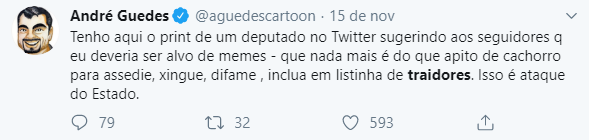 André Guedes @aguedescartoon · 15 de nov
Tenho aqui o print de um deputado no Twitter sugerindo aos seguidores q
eu deveria ser alvo de memes - que nada mais é do que apito de cachorro
para assedie, xingue, difame , inclua em listinha de traidores. Isso é ataque
do Estado.
79 32 593